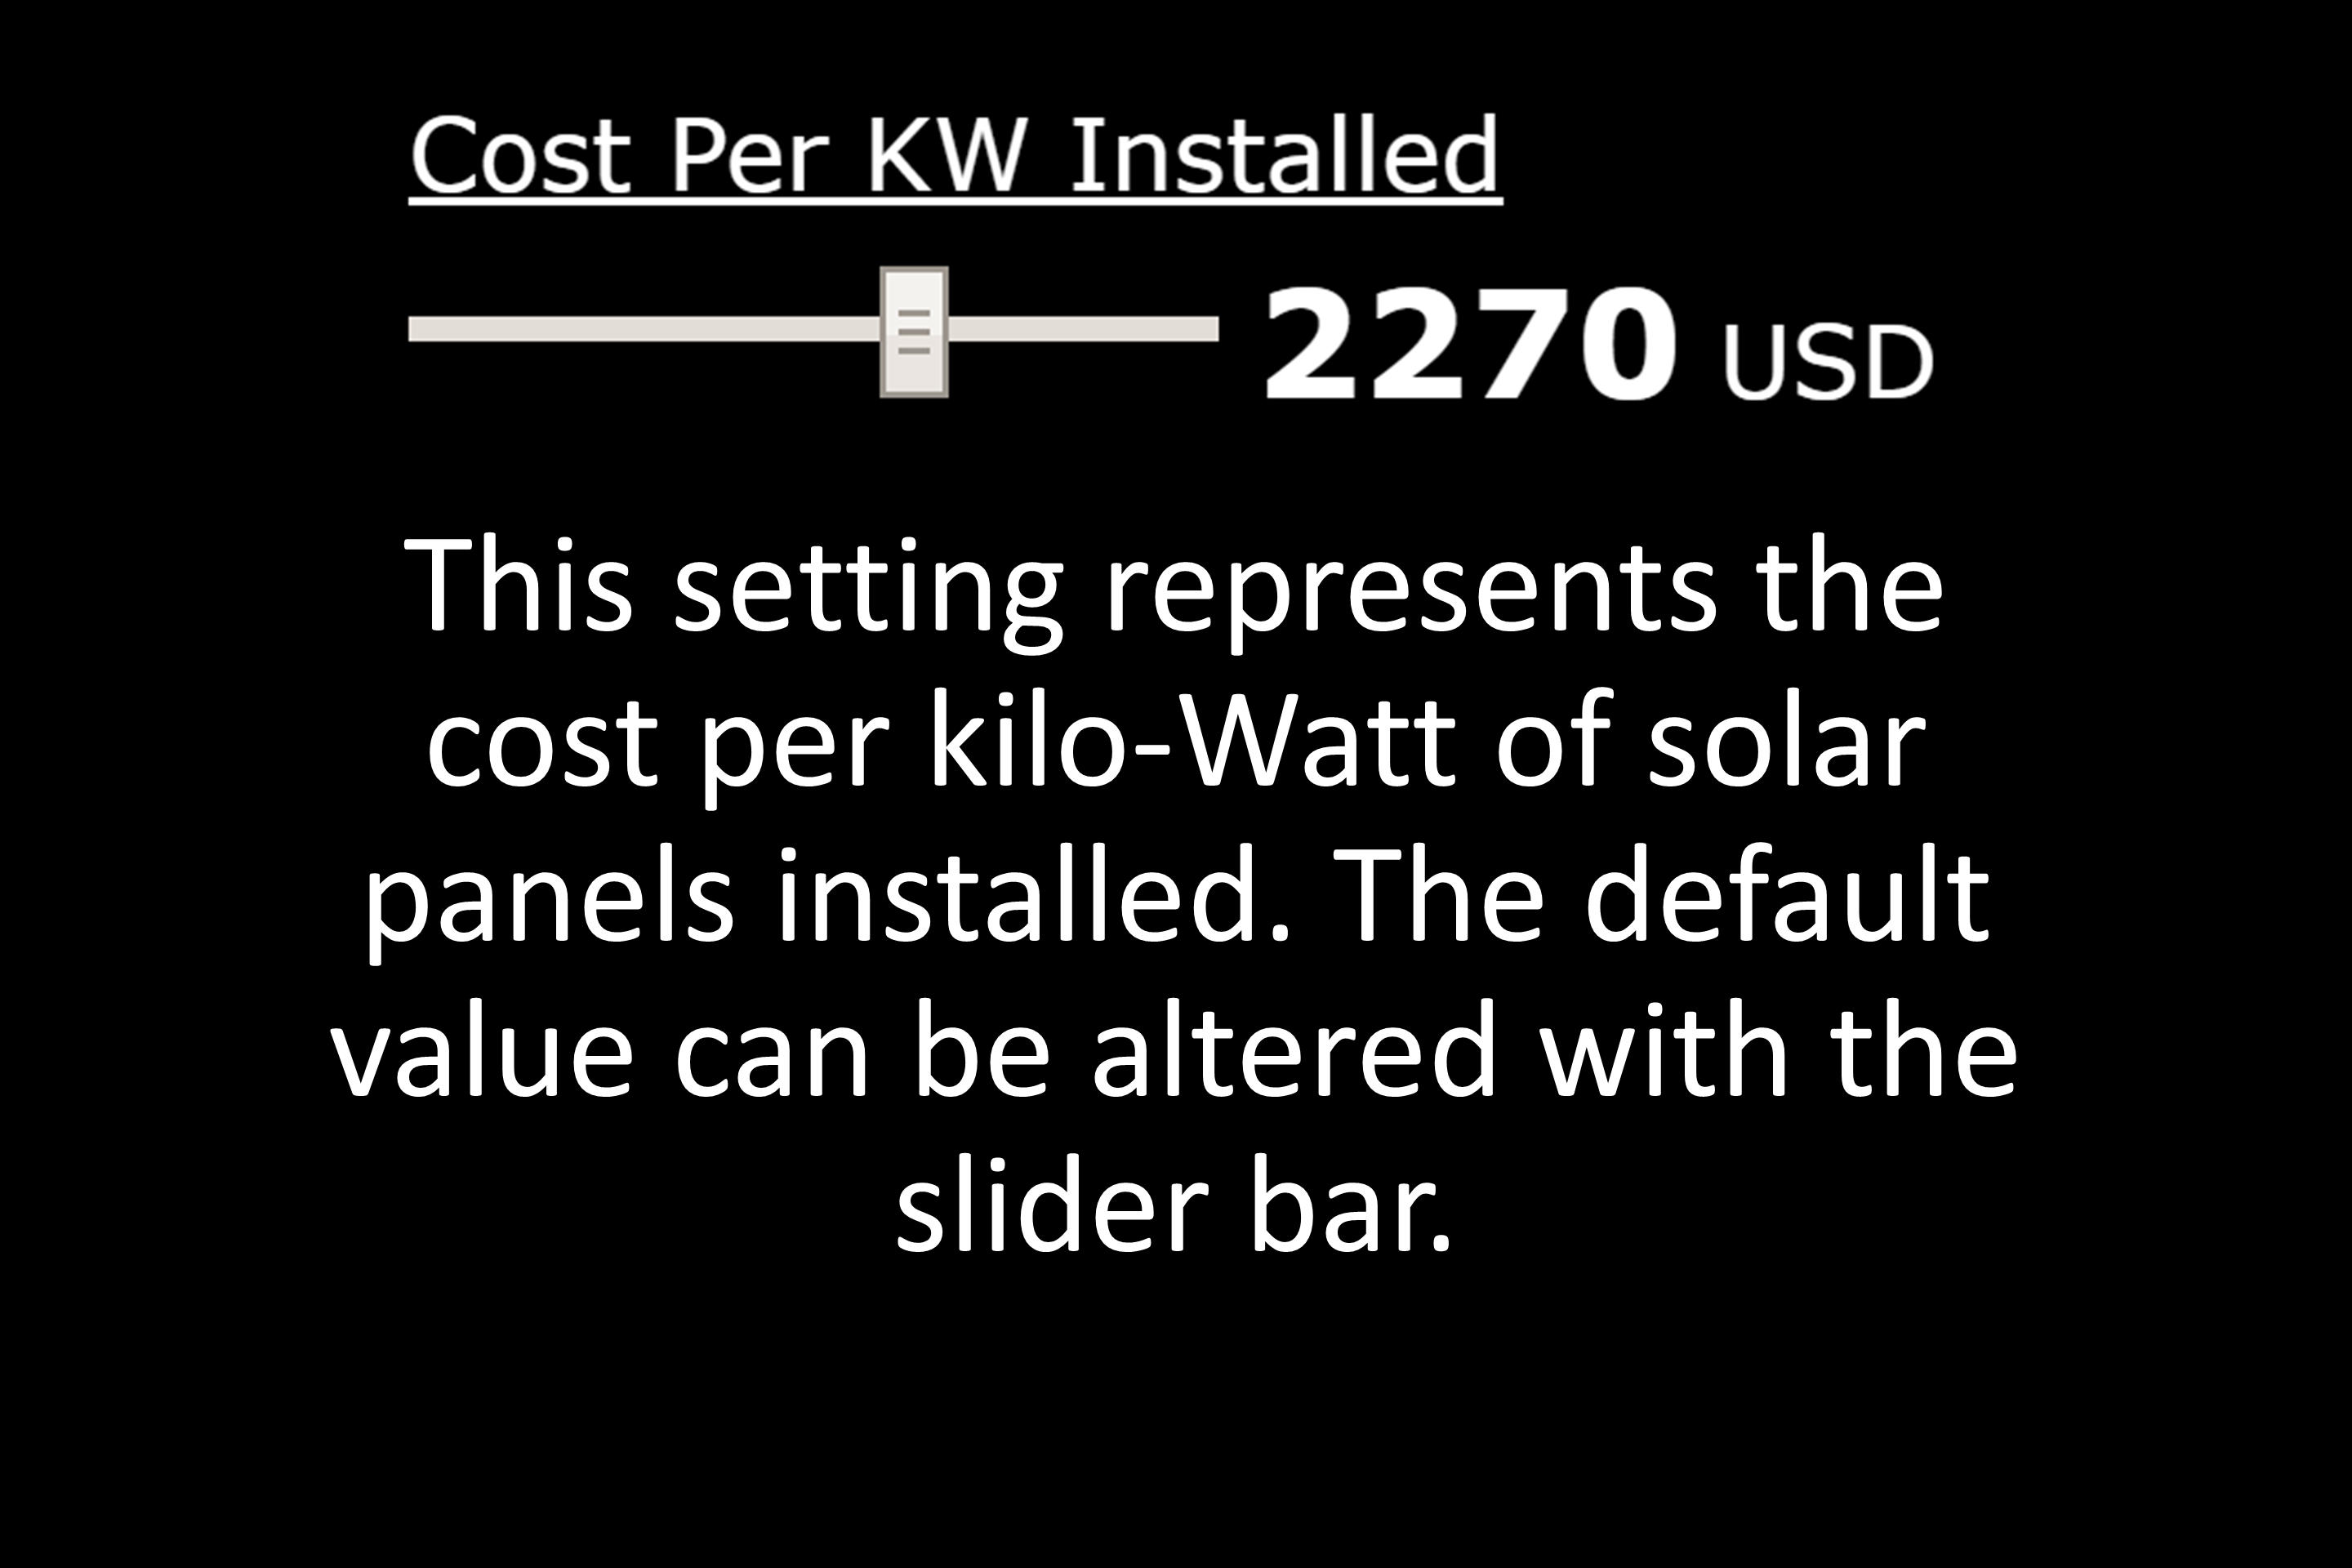 Cost Per KW Installed
2270 USD
This setting represents the
cost per kilo-Watt of solar
panels installed. The default
value can be altered with the
slider bar.